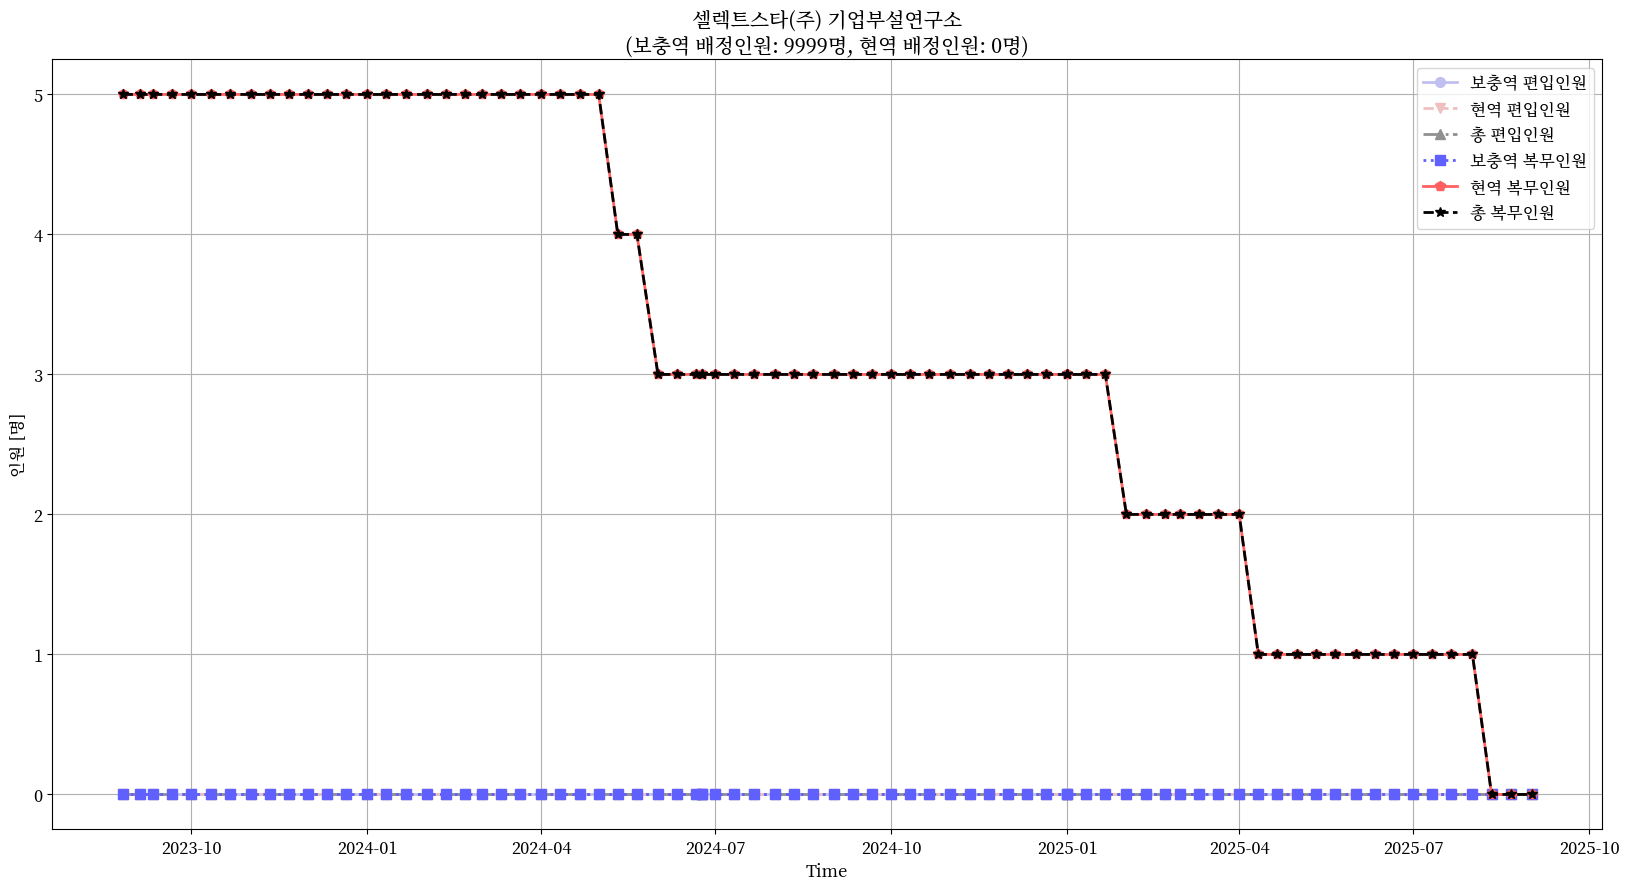 셀렉트스타(주) 기업부설연구소
(보충역 배정인원: 9999명, 현역 배정인원: 0명)
보충역 편입인원
현역 편입인원
총 편입인원
보충역 복무인원
현역 복무인원
총 복무인원
인원 [명]
5
4
3
2
1
0
2023-10
2024-01
2024-04
2024-07
2024-10
2025-01
2025-04
2025-07
2025-10
Time